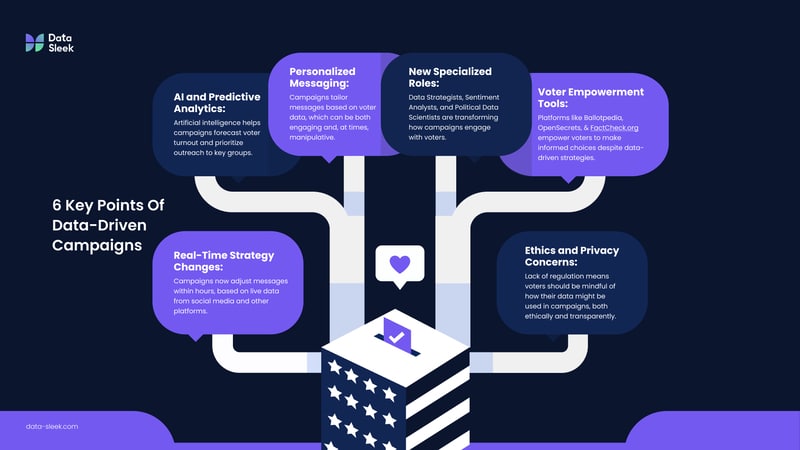 Data
Sleek
6 Key Points Of
Data-Driven
Campaigns
AI and Predictive
Analytics:
Artificial intelligence helps
campaigns forecast voter
turnout and prioritize
outreach to key groups.
Personalized
Messaging:
Campaigns tailor
messages based on voter
data, which can be both
engaging and, at times,
manipulative.
New Specialized
Roles:
Data Strategists, Sentiment
Analysts, and Political Data
Scientists are transforming
how campaigns engage
with voters.
Voter Empowerment
Tools:
Platforms like Ballotpedia,
OpenSecrets, & FactCheck.org
empower voters to make
informed choices despite data-
driven strategies.
Real-Time Strategy
Changes:
Campaigns now adjust messages
within hours, based on live data
from social media and other
platforms.
Ethics and Privacy
Concerns:
Lack of regulation means
voters should be mindful of
how their data might be
used in campaigns, both
ethically and transparently.
data-sleek.com